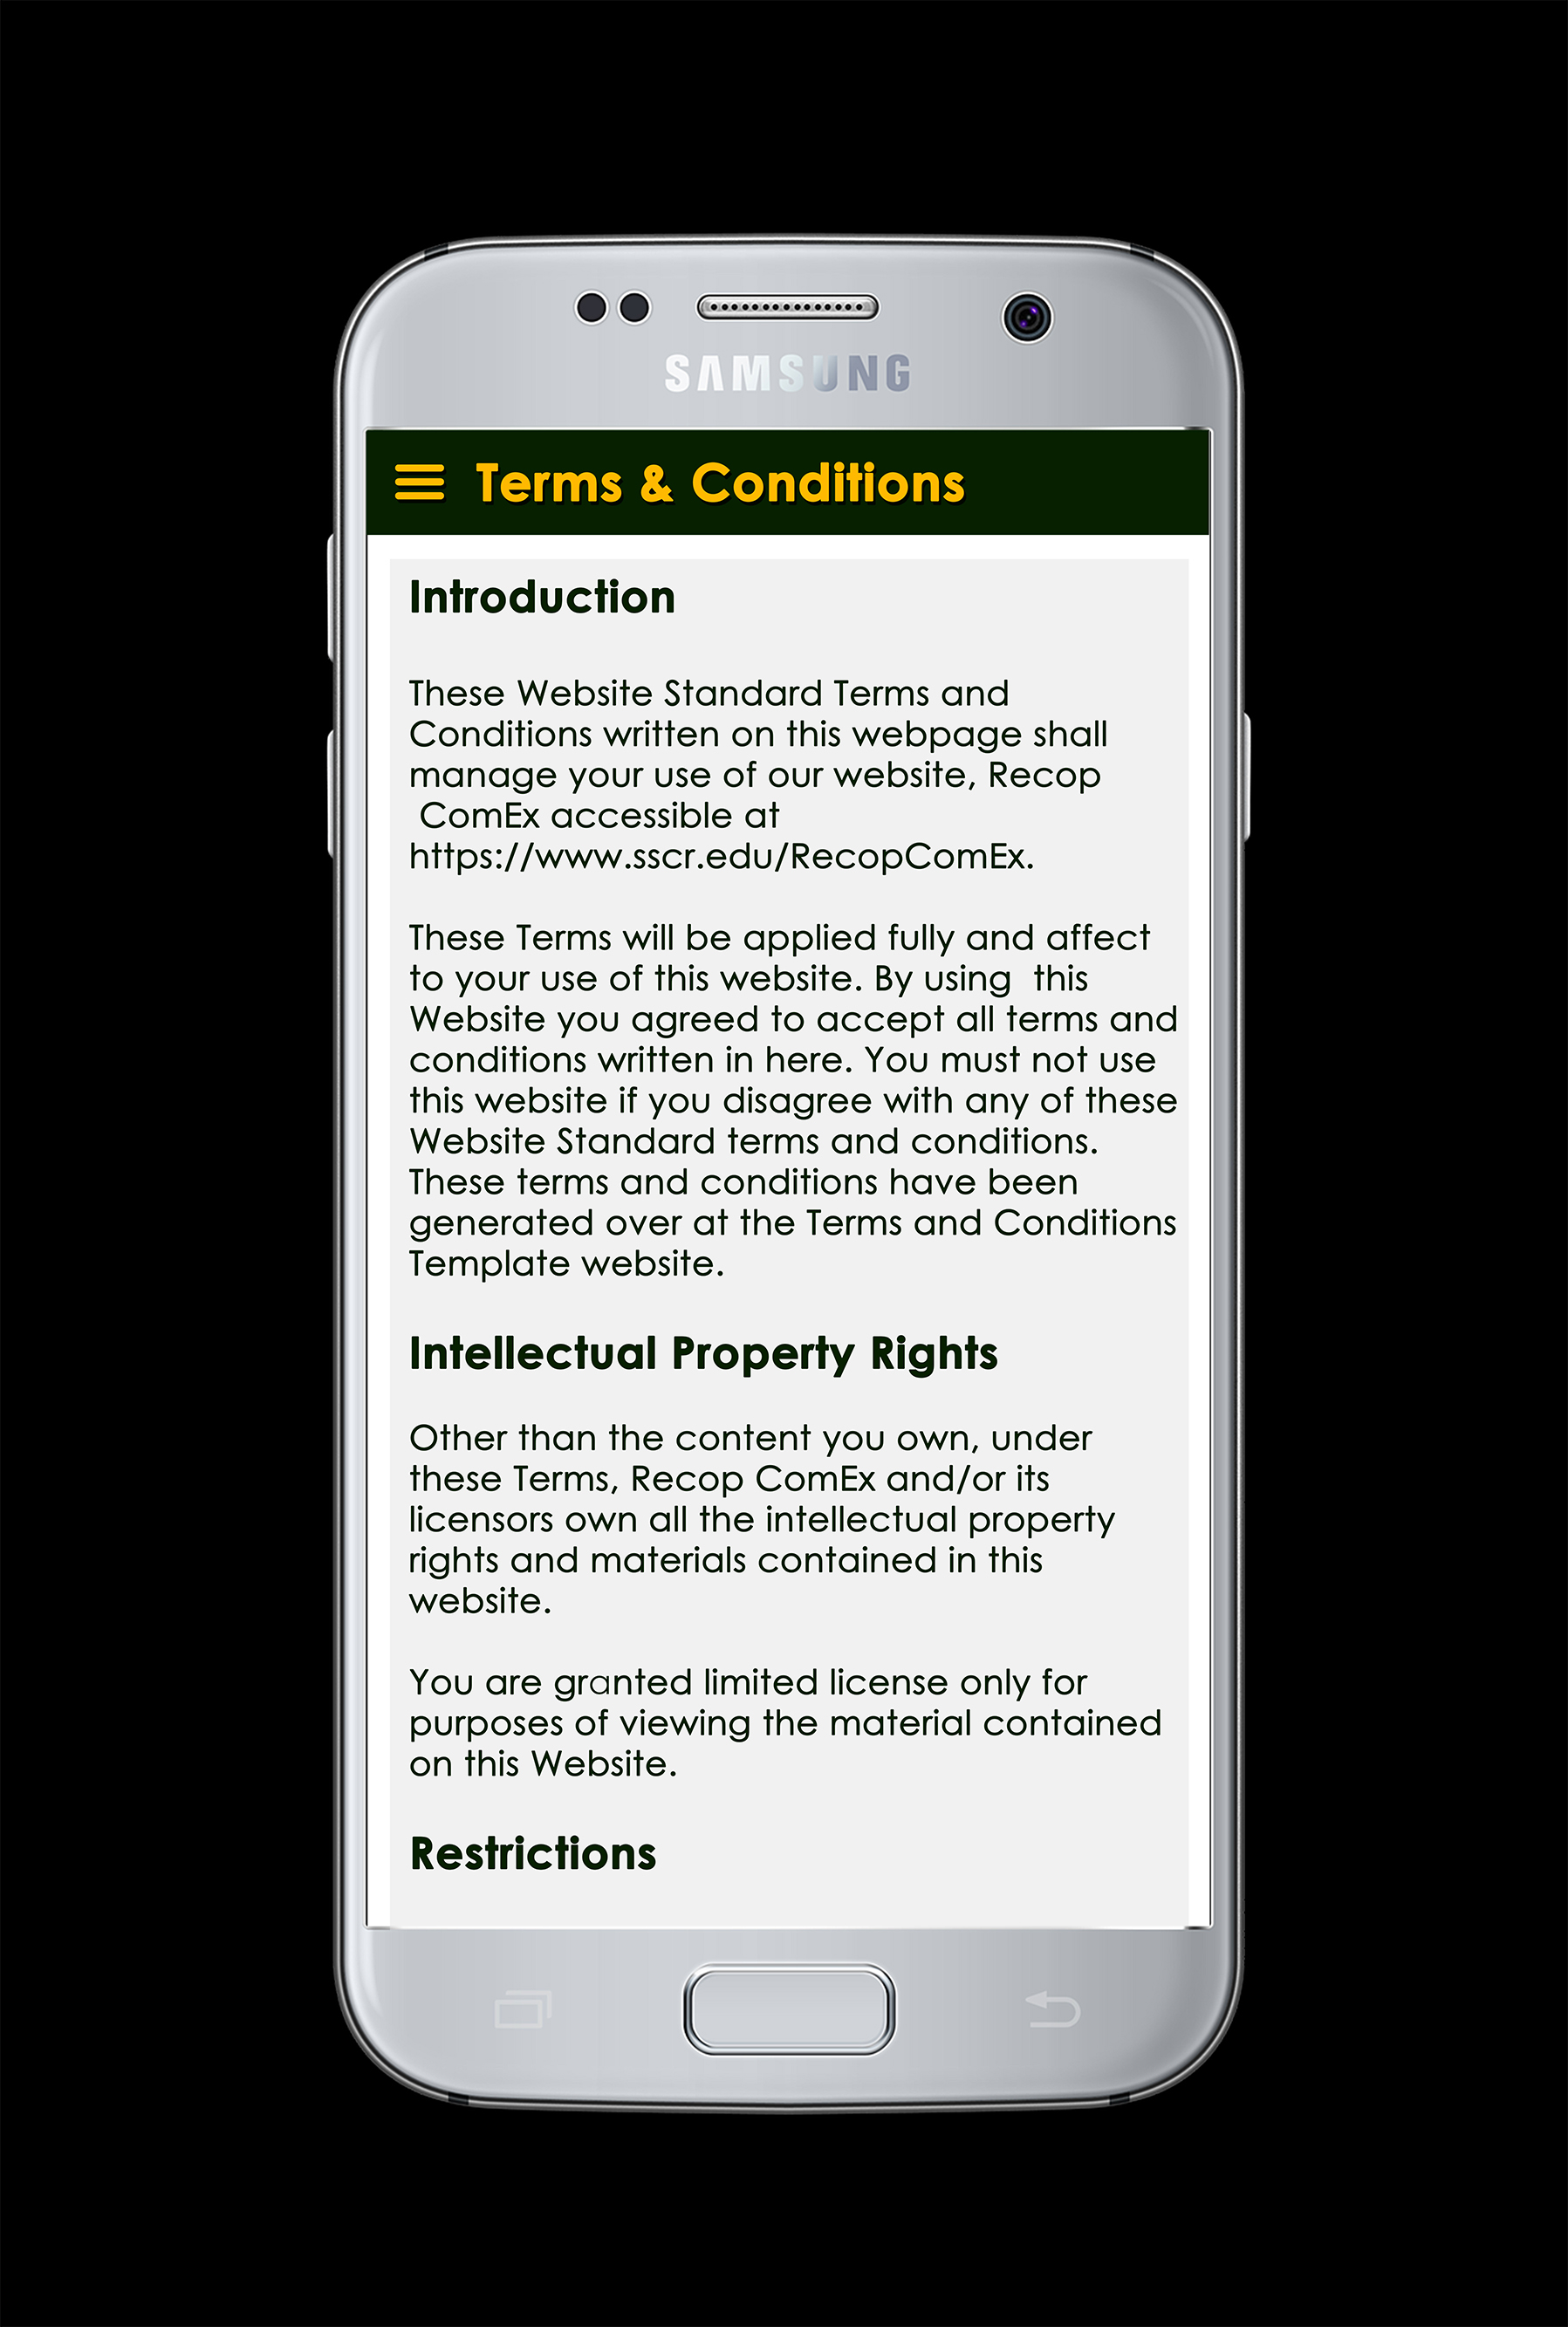 SAMSUNG
Terms & Conditions
Introduction
These Website Standard Terms and
Conditions written on this webpage shall
manage your use of our website, Recop
ComEx accessible at
https://www.sscr.edu/RecopComEx.
These Terms will be applied fully and affect
to your use of this website. By using  this
Website you agreed to accept all terms and
conditions written in here. You must not use
this website if you disagree with any of these
Website Standard terms and conditions.
These terms and conditions have been
generated over at the Terms and Conditions
Template website.
Intellectual Property Rights
Other than the content you own, under
these Terms, Recop ComEx and/or its
licensors own all the intellectual property
rights and materials contained in this
website.
You are granted limited license only for
purposes of viewing the material contained
on this Website.
Restrictions